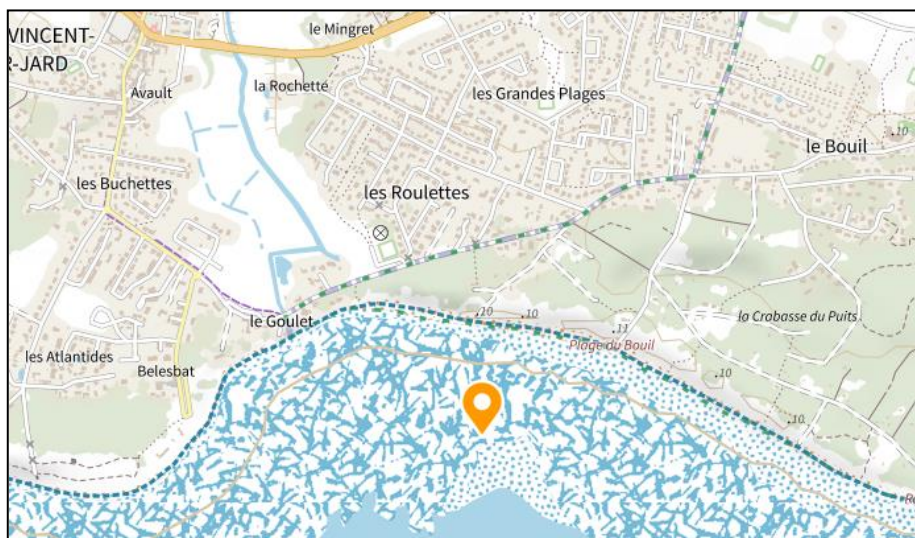 le Mingret
VINCENT-
R-JARD
Avault
la Rochette
les Grandes Plages
.10
le Bouil
les Buchettes
les Roulettes
le Goulet
.10
.10
.11
Plage du Bouil
la Crabasse du Puits
les Atlantides
Belesbat
.10
.10